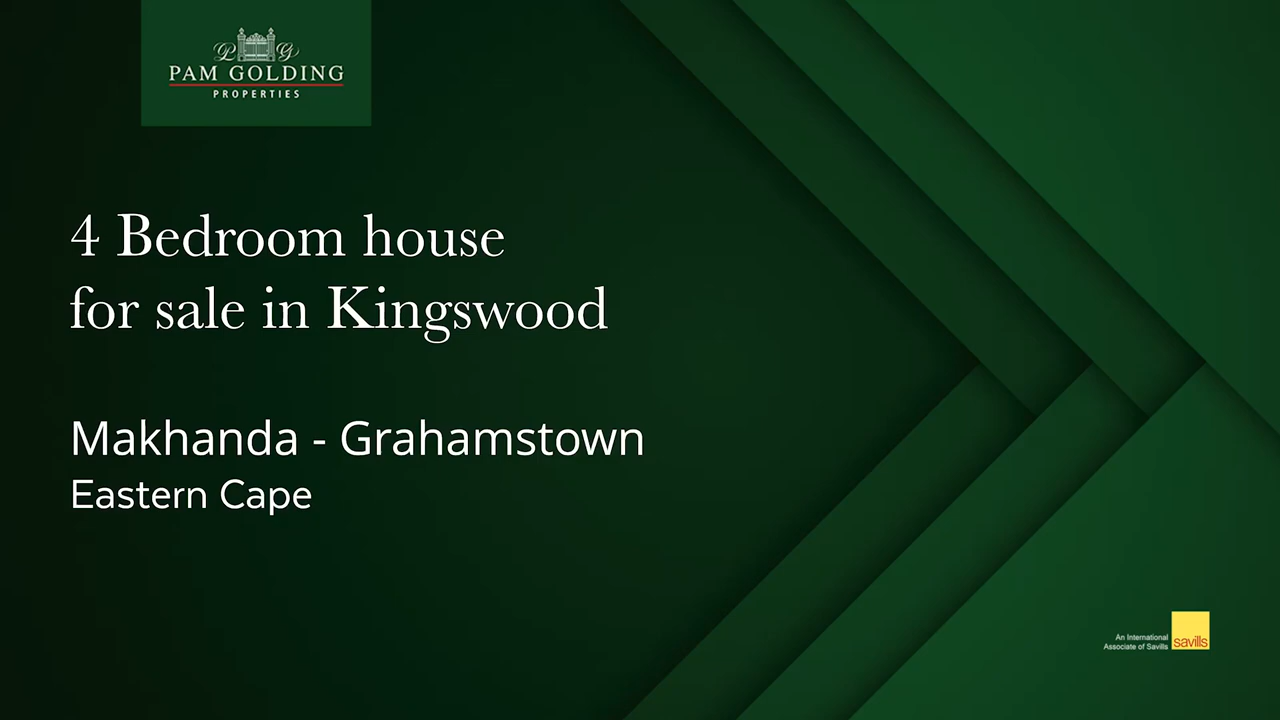 P G
PAM GOLDING
PROPERTIES
4 Bedroom house
for sale in Kingswood
Makhanda - Grahamstown
Eastern Cape
An International
Associate of Savills
savills